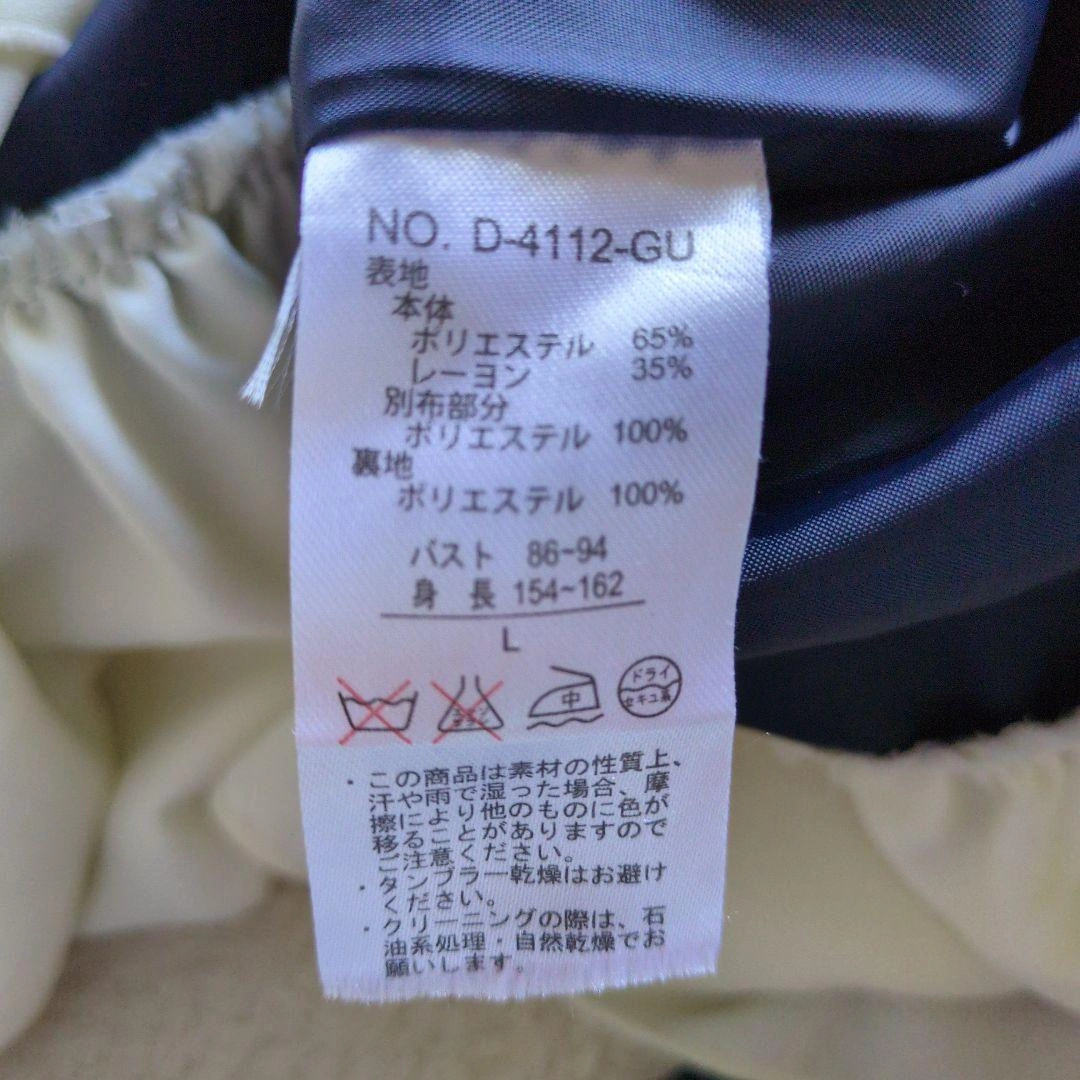 NO. D-4112-GU
表地
本体
ポリエステル 65%
レーヨン 35%
別布部分
ポリエステル 100%
裏地
ポリエステル 100%
バスト 86~94
身 長 154~162
L
中
ドライ
セキユ系
・この商品は素材の性質上、
汗や雨で湿った場合、摩
擦により他のものに色が
移ることがありますので
ご注意ください。
・タンブラー乾燥はお避け
ください。
・クリーニングの際は、石
油系処理・自然乾燥でお
願いします。